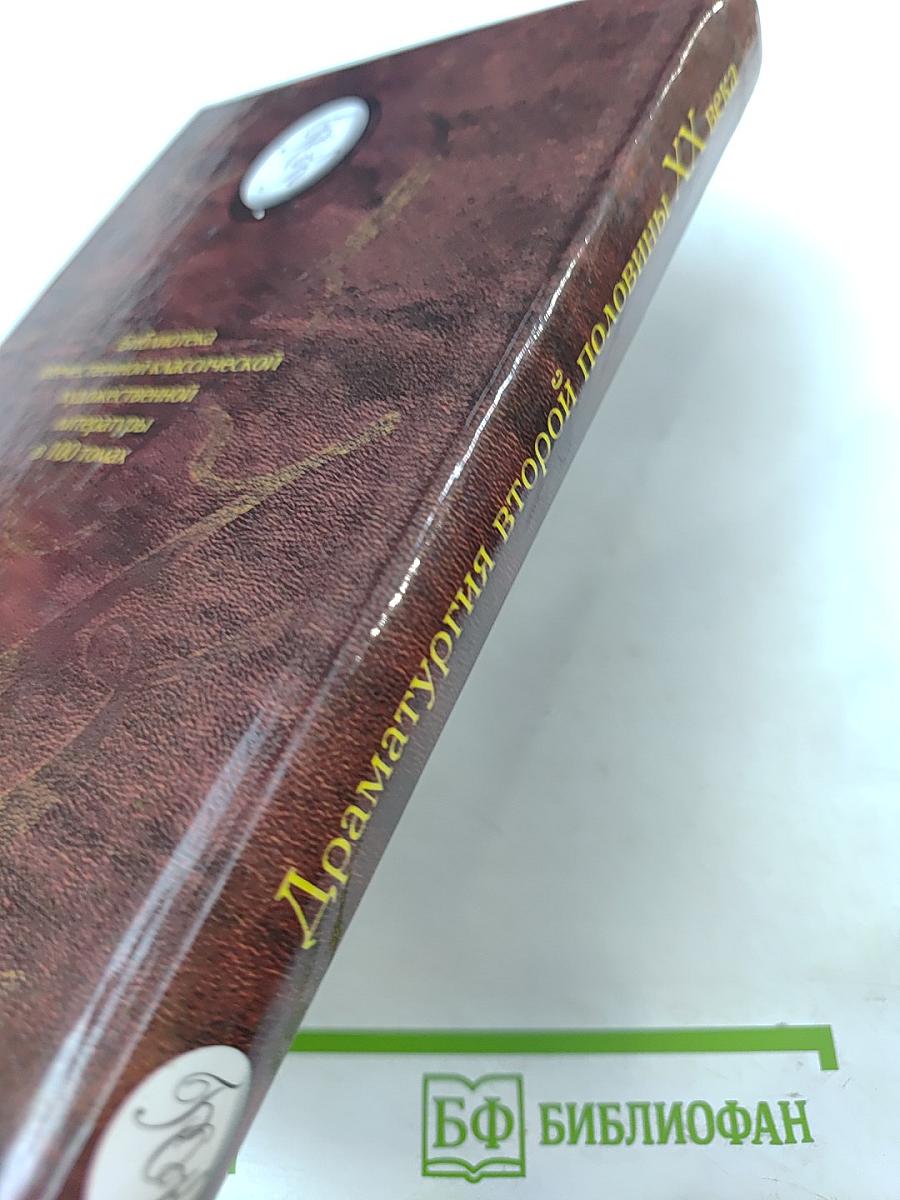 Библиотека
отечественной классической
художественной
литературы
в 100 томах
Драматургия второй половины XX века
БФ БИБЛИОФАН